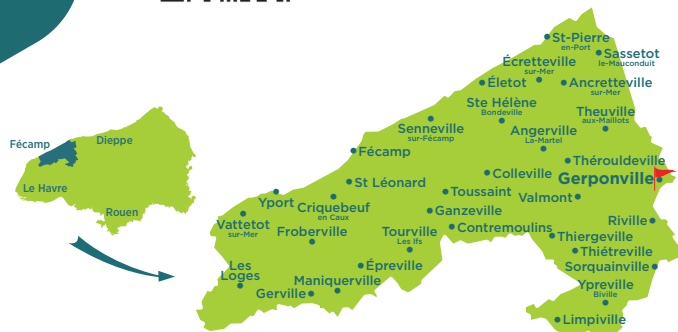 St-Pierre
en-Port
Sassetot
le-Mauconduit
Écretteville
sur-Mer
Életot
Ancretteville
sur-Mer
Ste Hélène
Bondeville
Theuville
aux-Maillots
Senneville
sur-Fécamp
Angerville
La-Martel
Fécamp
Dieppe
Fécamp
Thérouldeville
Colleville
Gerponville
St Léonard
Le Havre
Toussaint
Valmont
Yport
Criquebeuf
en Caux
Ganzeville
Rouen
Vattetot
sur-Mer
Froberville
Tourville
Les Ifs
Contremoulins
Riville
Thiergeville
Thiétreville
Les
Loges
Épreville
Sorquainville
Maniquerville
Gerville
Ypreville
Biville
Limpiville